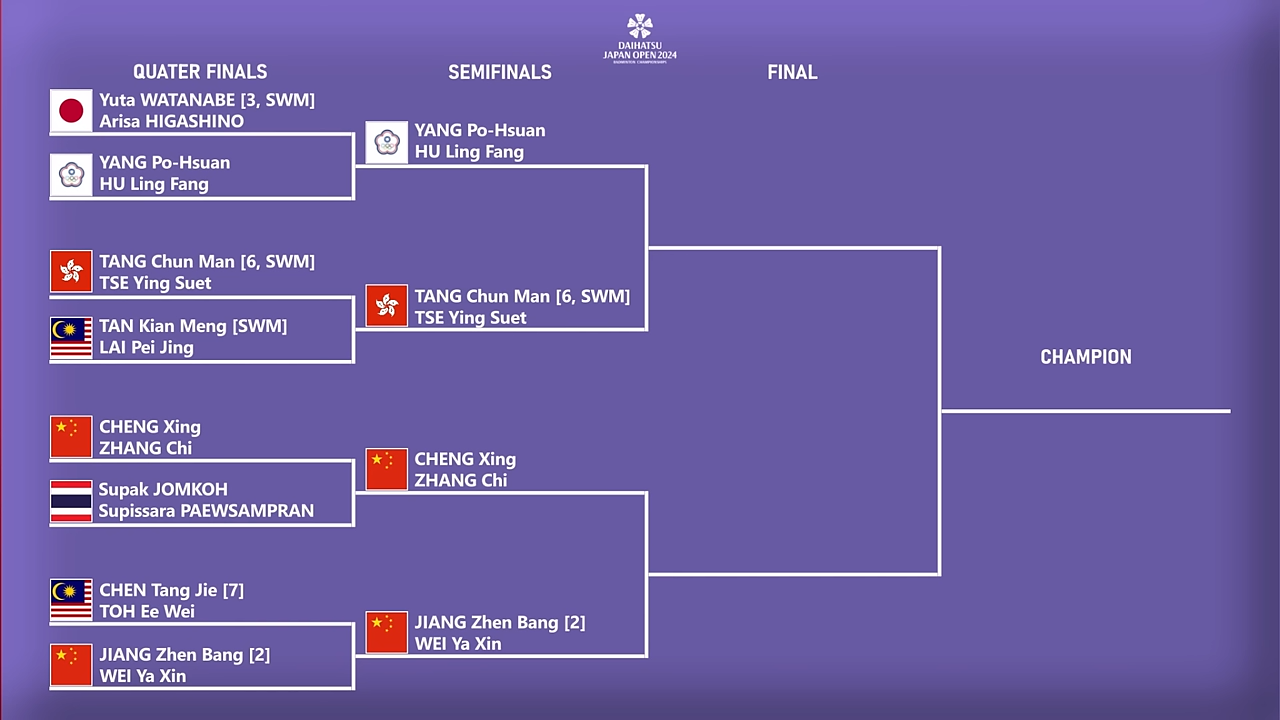 DAIHATSU
JAPAN OPEN 2024
QUATER FINALS
SEMIFINALS
FINAL
Yuta WATANABE [3, SWM]
Arisa HIGASHINO
YANG Po-Hsuan
HU Ling Fang
TANG Chun Man [6, SWM]
TSE Ying Suet
TAN Kian Meng [SWM]
LAI Pei Jing
CHENG Xing
ZHANG Chi
Supak JOMKOH
Supissara PAEWSAMPRAN
CHEN Tang Jie [7]
TOH Ee Wei
JIANG Zhen Bang [2]
WEI Ya Xin
YANG Po-Hsuan
HU Ling Fang
TANG Chun Man [6, SWM]
TSE Ying Suet
CHENG Xing
ZHANG Chi
JIANG Zhen Bang [2]
WEI Ya Xin
CHAMPION